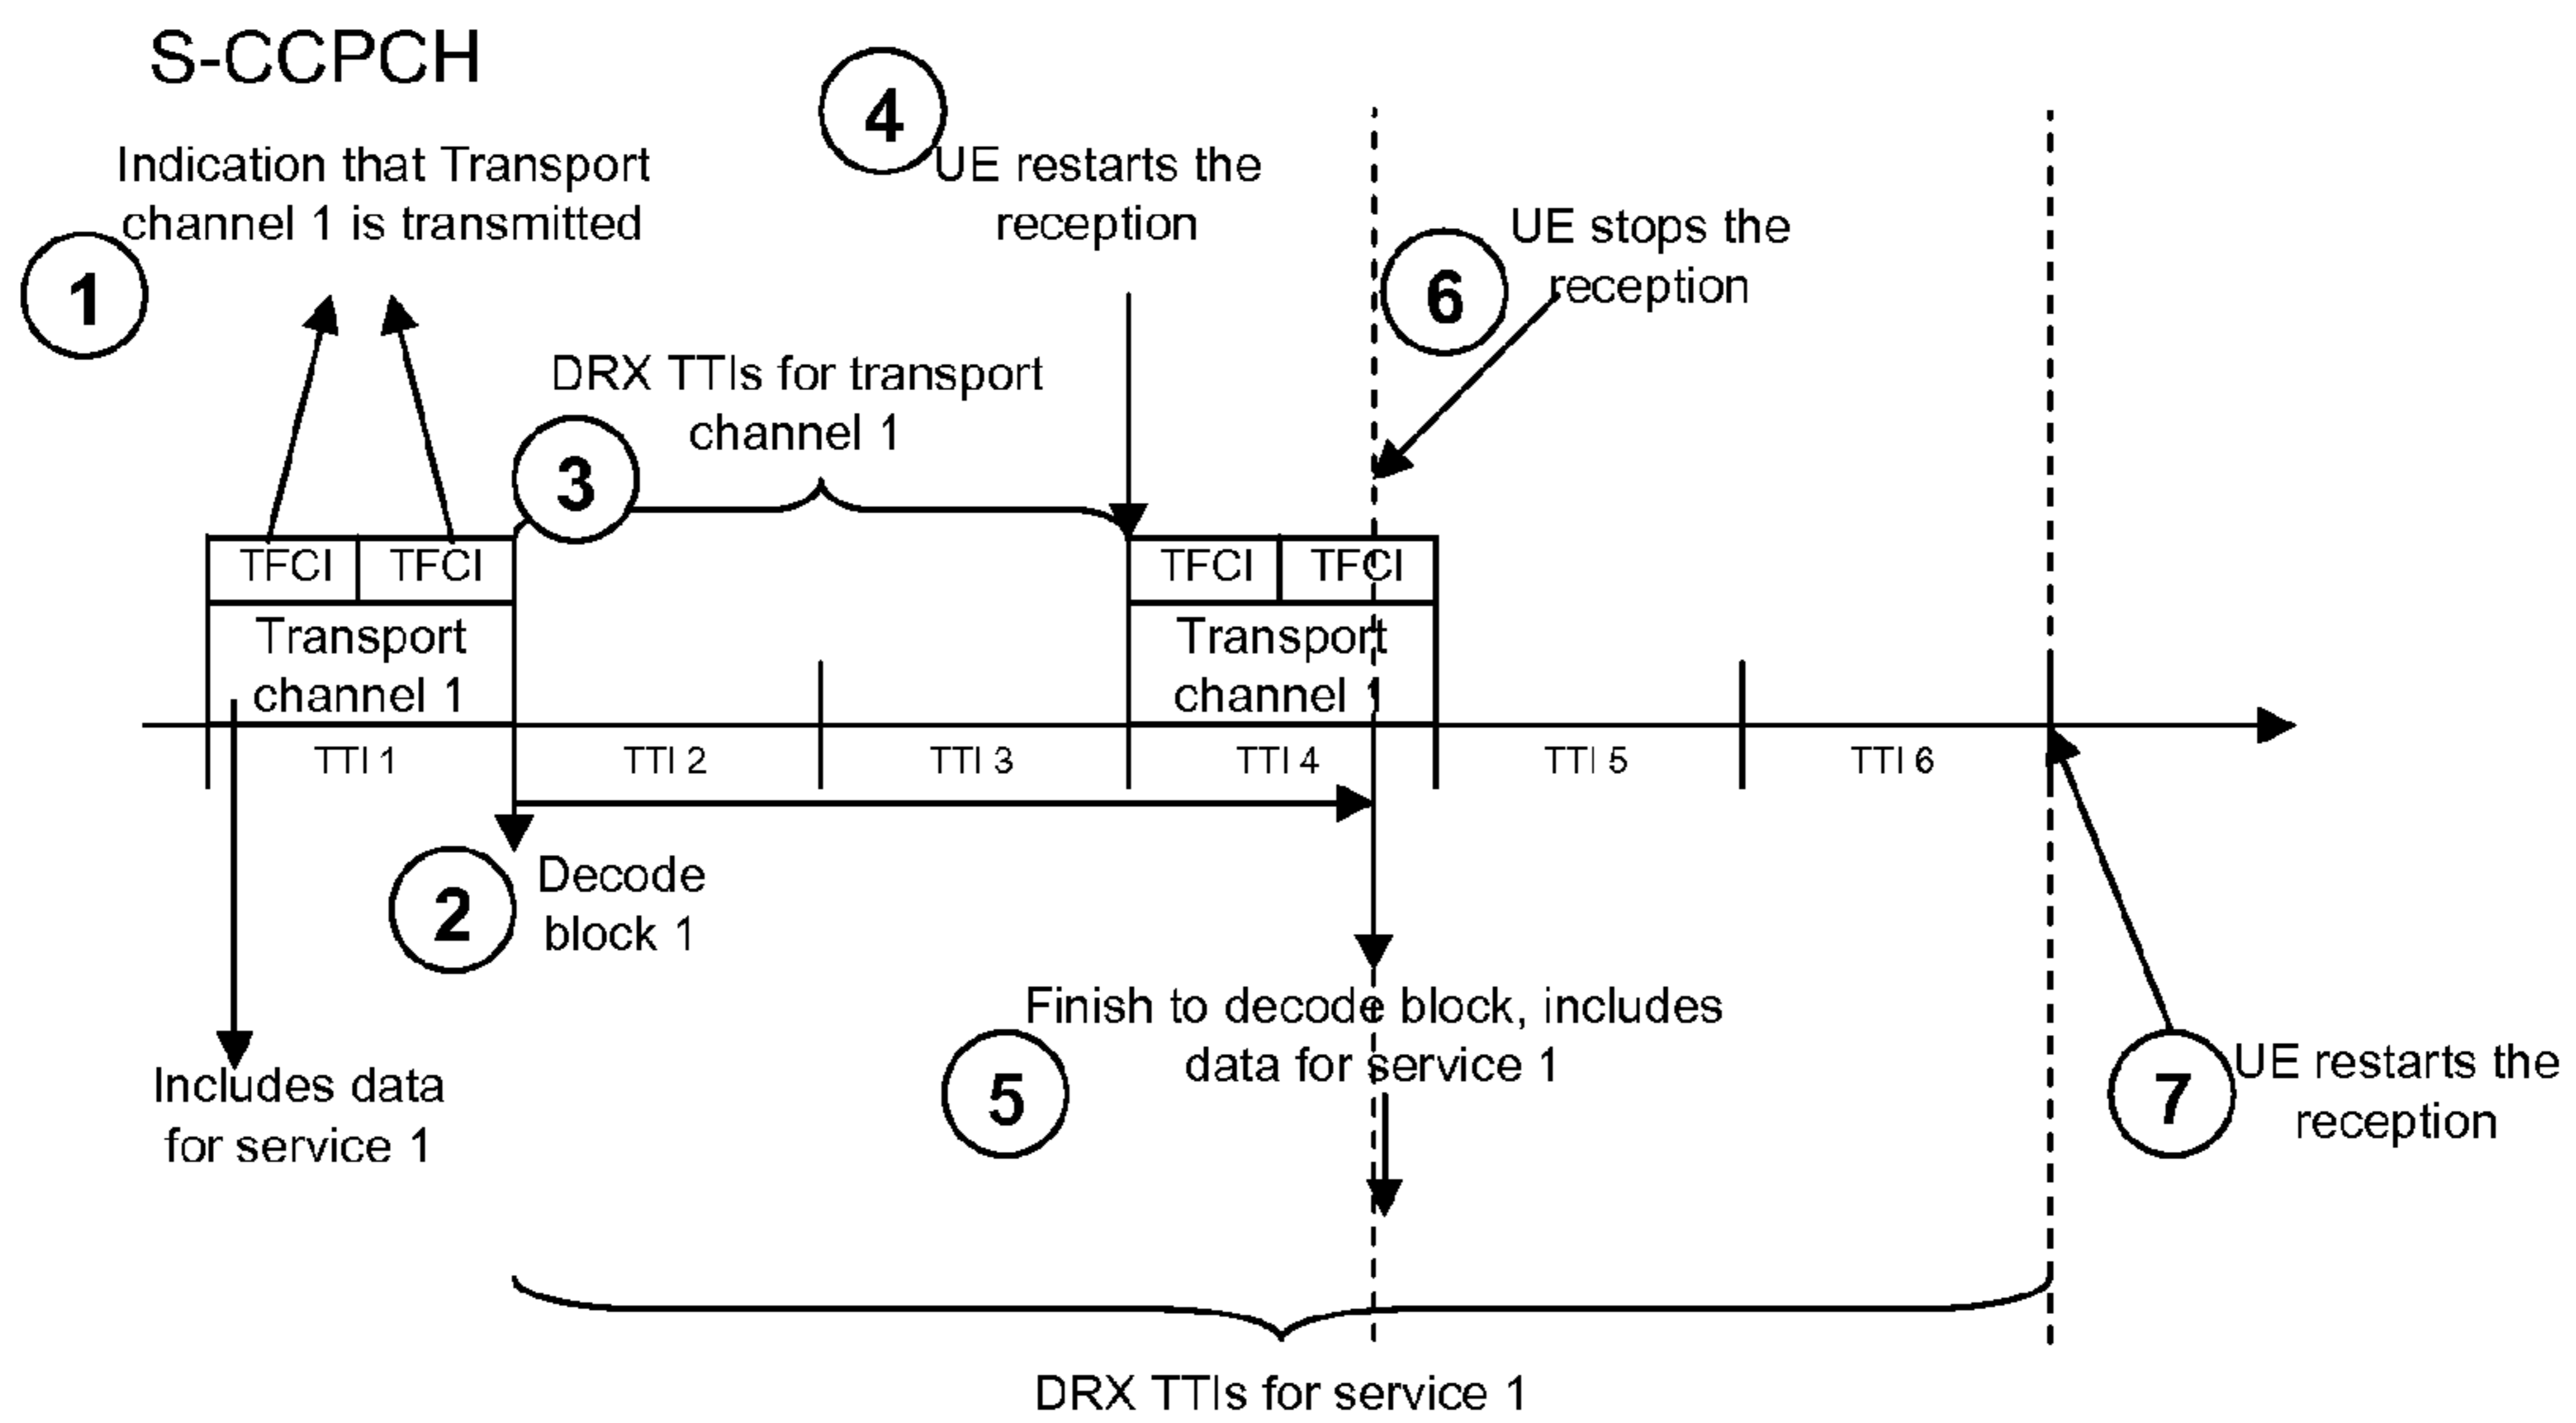 S-CCPCH
Indication that Transport
channel 1 is transmitted
1
4
UE restarts the
reception
6
UE stops the
reception
DRX TTIs for transport
channel 1
3
TFCI
TFCI
Transport
channel 1
TFCI
TFCI
Transport
channel 1
TTI 1
TTI 2
TTI 3
TTI 4
TTI 5
TTI 6
2
Decode
block 1
Includes data
for service 1
5
Finish to decode block, includes
data for service 1
7
UE restarts the
reception
DRX TTIs for service 1